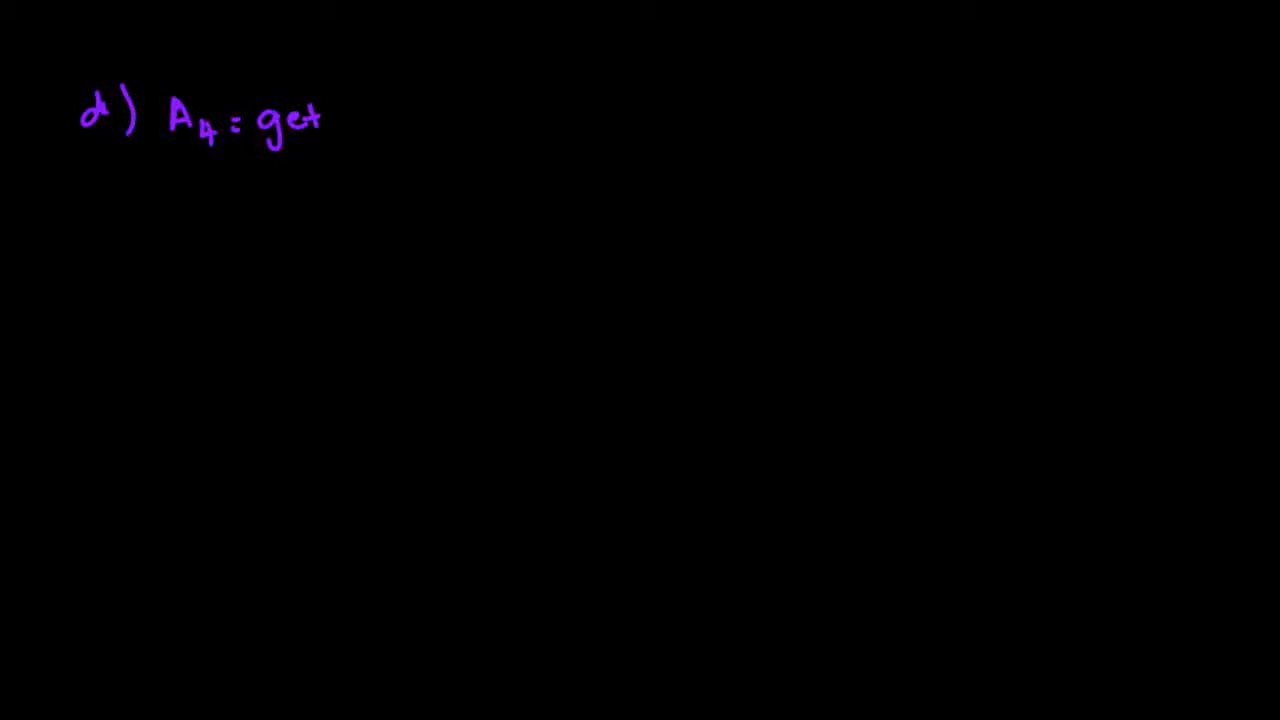 d) A₄ = get